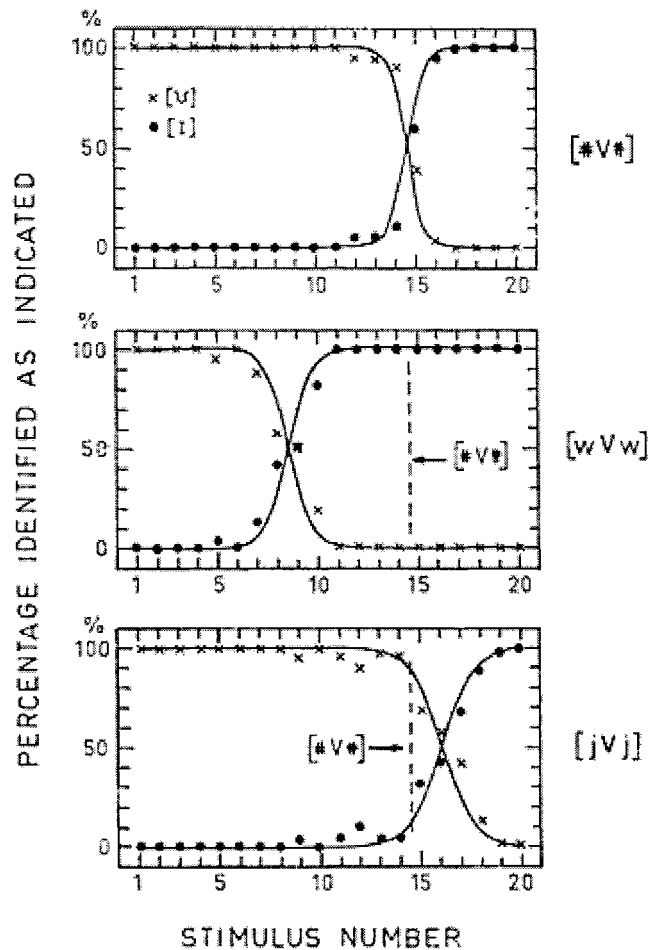 PERCENTAGE IDENTIFIED AS INDICATED
%
100
50
0
× [ʊ]
• [I]
1 5 10 15 20
[#V#]
%
100
50
0
[#V#]
1 5 10 15 20
[wVw]
%
100
50
0
[#V#]
1 5 10 15 20
[jVj]
STIMULUS NUMBER